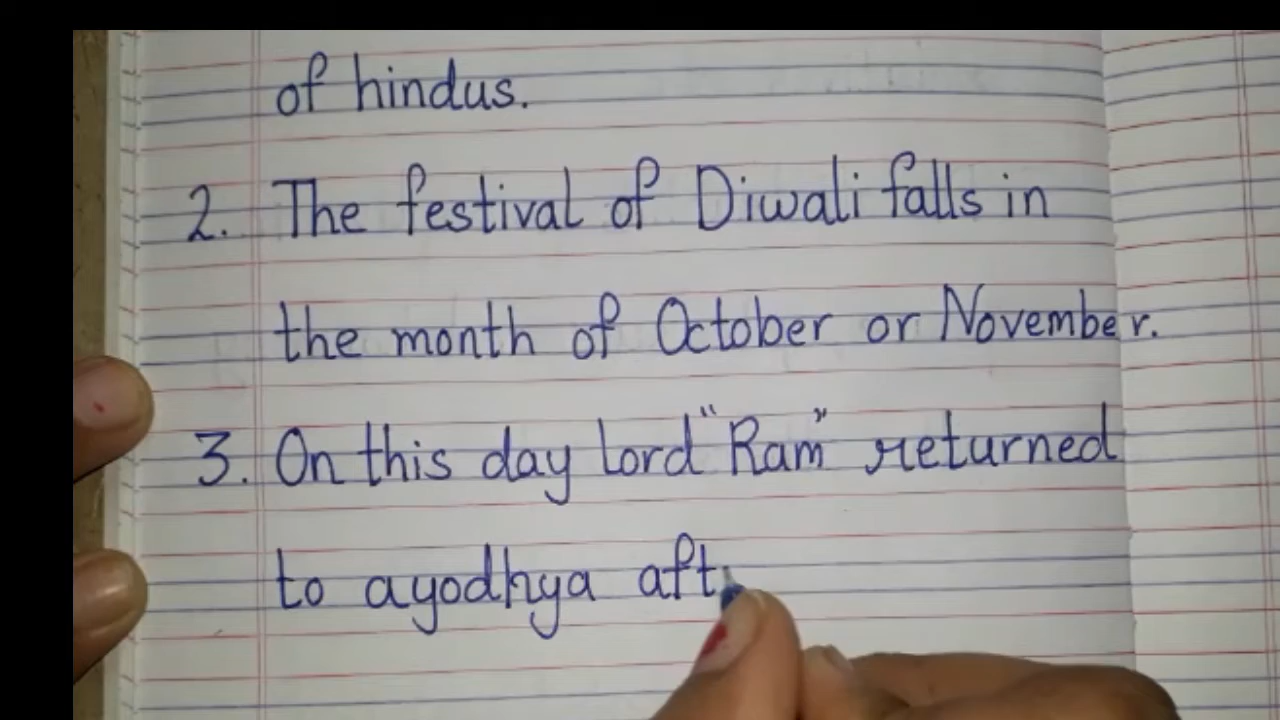 of hindus.
2. The festival of Diwali falls in
the month of October or November.
3. On this day lord "Ram" returned
to ayodhya aft